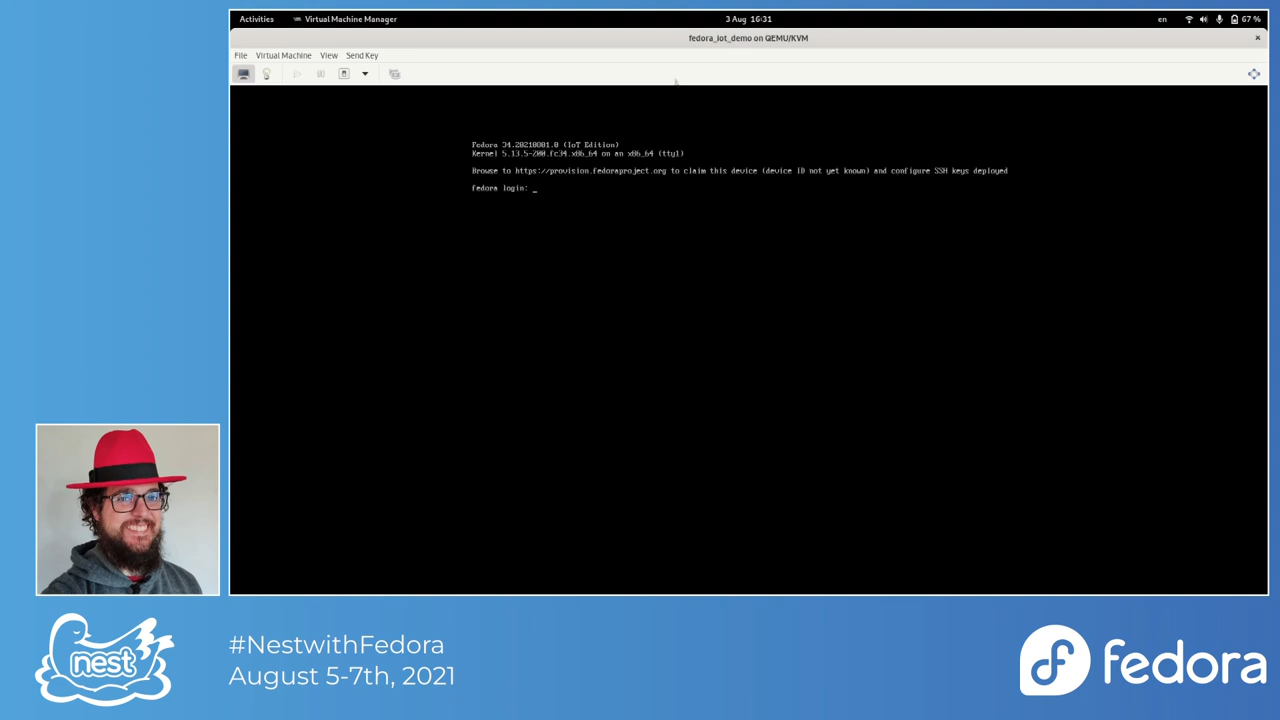 Activities Virtual Machine Manager 3 Aug 16:31 en 67 %
fedora_iot_demo on QEMU/KVM
File Virtual Machine View Send Key
Fedora 34.20210801.0 (IoT Edition)
Kernel 5.13.5-200.fc34.x86_64 on an x86_64 (tty1)
Browse to https://provision.fedoraproject.org to claim this device (device ID not yet known) and configure SSH keys deployed
fedora login: _
nest
#NestwithFedora
August 5-7th, 2021
fedora